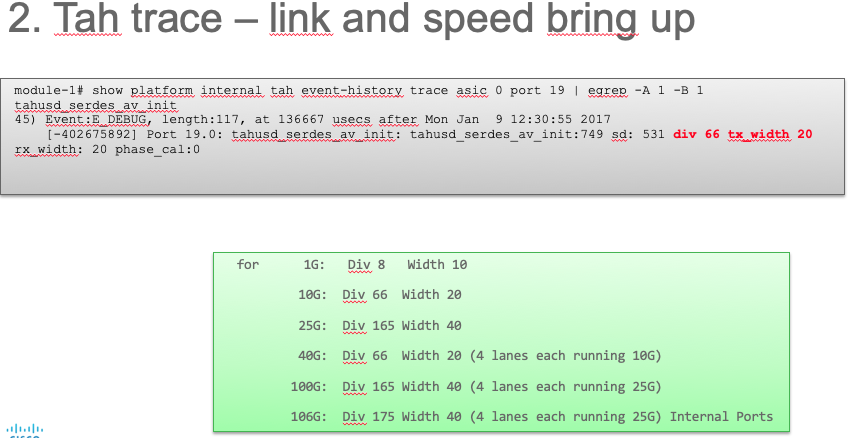 2. Tah trace – link and speed bring up
module-1# show platform internal tah event-history trace asic 0 port 19 | egrep -A 1 -B 1
tahusd_serdes_av_init
45) Event:E_DEBUG, length:117, at 136667 usecs after Mon Jan  9 12:30:55 2017
[-402675892] Port 19.0: tahusd_serdes_av_init: tahusd_serdes_av_init:749 sd: 531 div 66 tx_width 20
rx_width: 20 phase_cal:0
for 1G: Div 8 Width 10
10G: Div 66 Width 20
25G: Div 165 Width 40
40G: Div 66 Width 20 (4 lanes each running 10G)
100G: Div 165 Width 40 (4 lanes each running 25G)
106G: Div 175 Width 40 (4 lanes each running 25G) Internal Ports